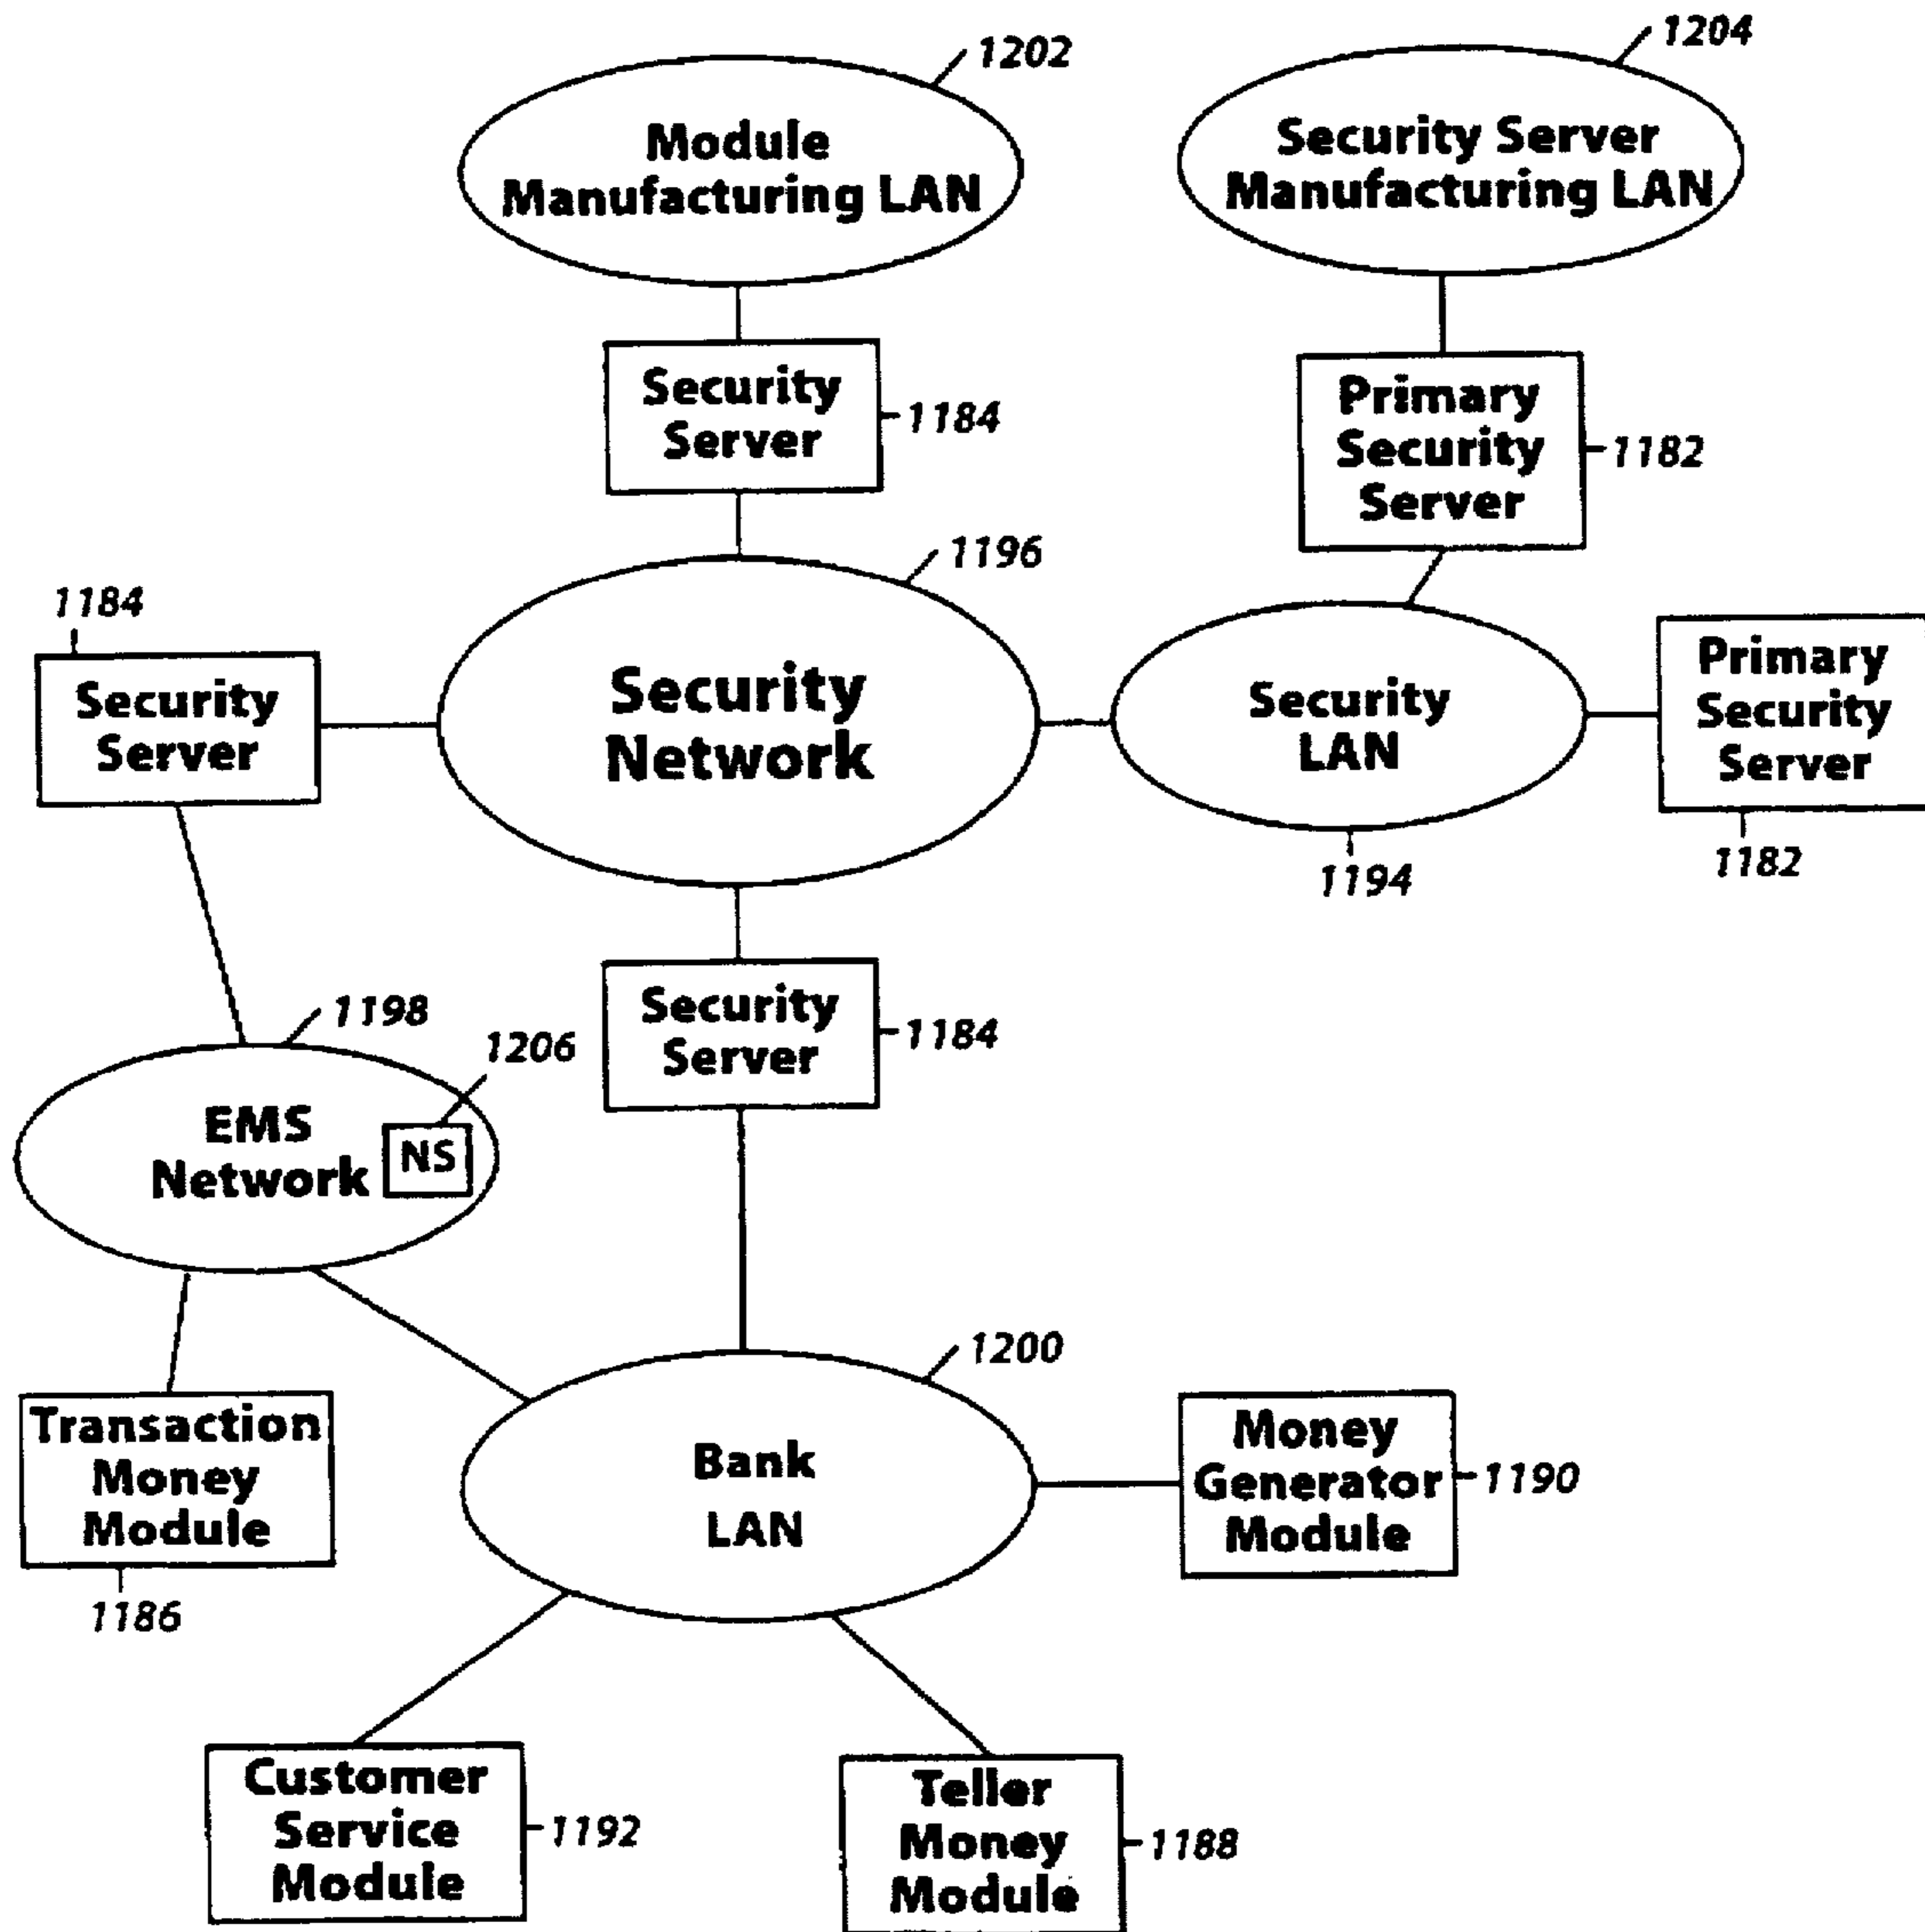 1202
Module
Manufacturing LAN
1204
Security Server
Manufacturing LAN
Security
Server
1184
Primary
Security
Server
1182
1196
Security
Network
1184
Security
Server
Security
LAN
1194
Primary
Security
Server
1182
Security
Server
1184
1198
1206
EMS
Network
NS
1200
Bank
LAN
Transaction
Money
Module
1186
Money
Generator
Module
1190
Customer
Service
Module
1192
Teller
Money
Module
1188